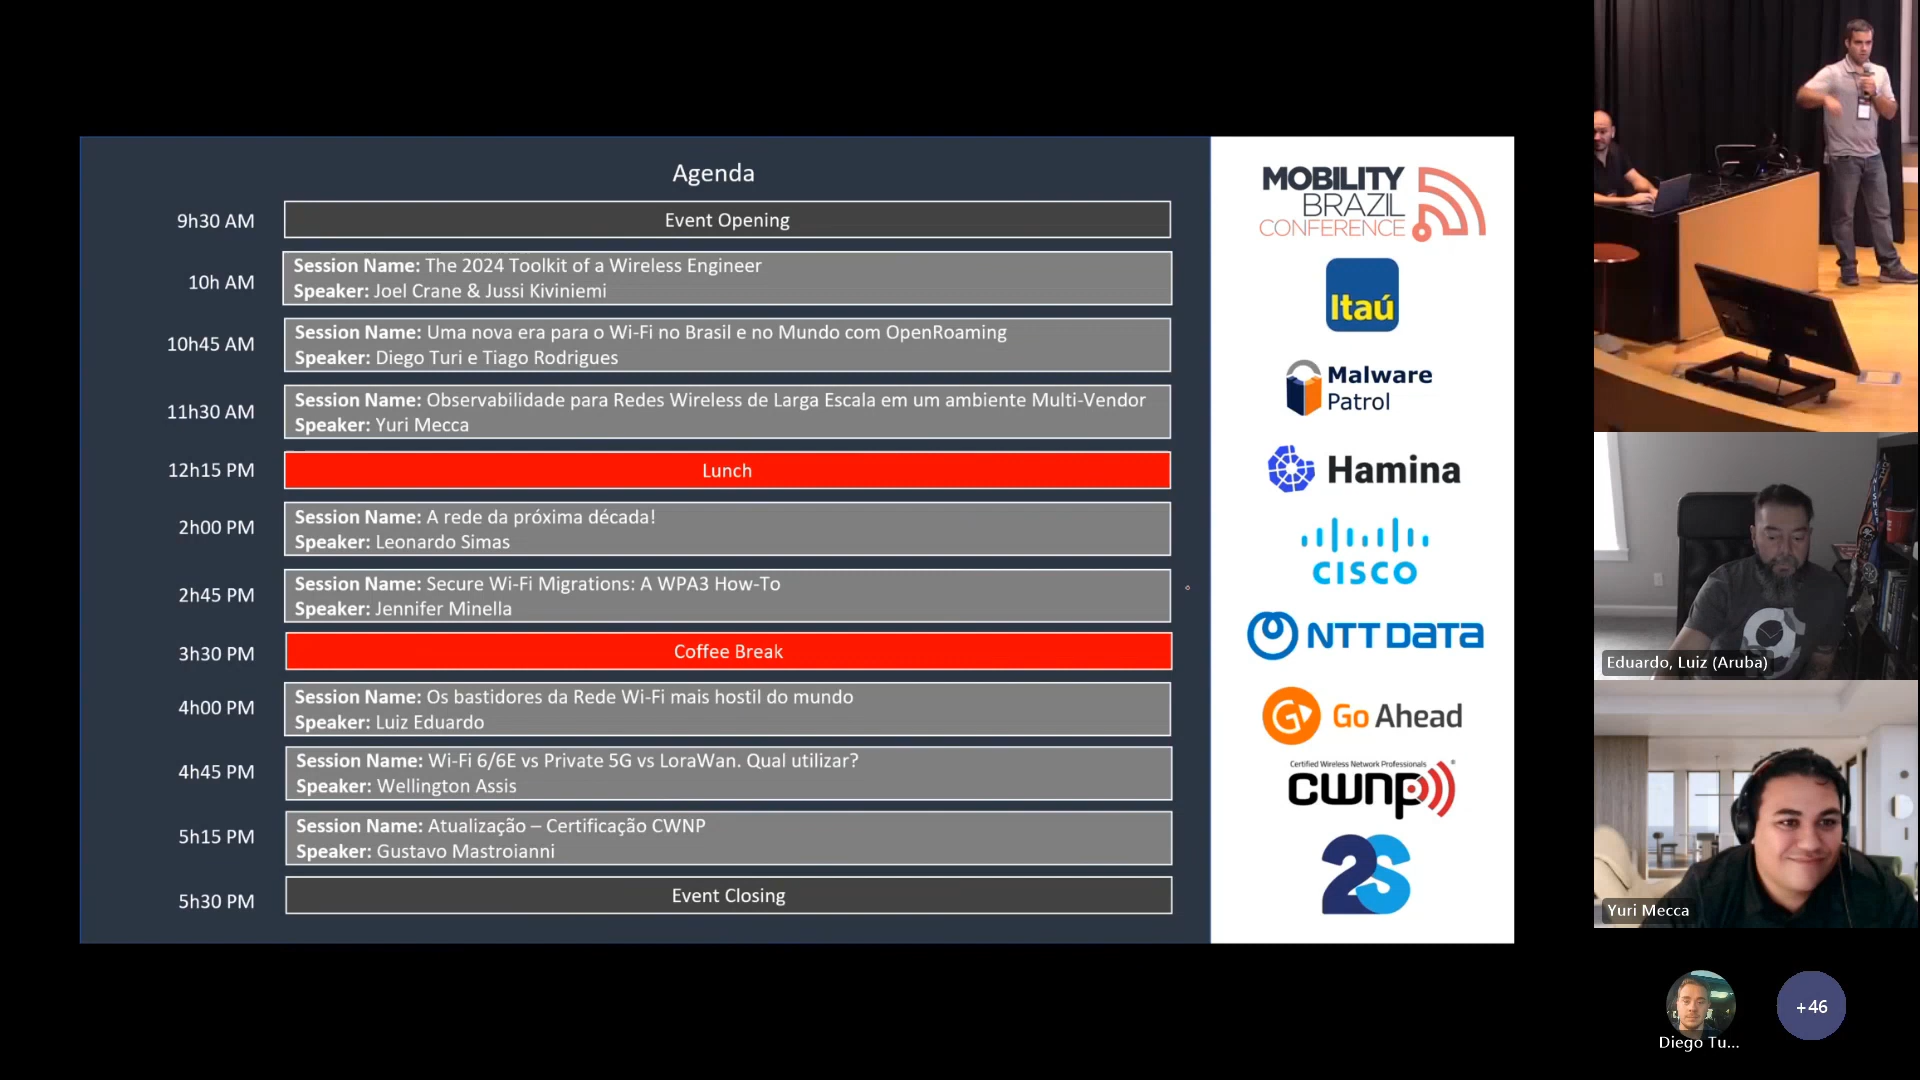 Agenda
9h30 AM
Event Opening
10h AM
Session Name: The 2024 Toolkit of a Wireless Engineer
Speaker: Joel Crane & Jussi Kiviniemi
10h45 AM
Session Name: Uma nova era para o Wi-Fi no Brasil e no Mundo com OpenRoaming
Speaker: Diego Turi e Tiago Rodrigues
11h30 AM
Session Name: Observabilidade para Redes Wireless de Larga Escala em um ambiente Multi-Vendor
Speaker: Yuri Mecca
12h15 PM
Lunch
2h00 PM
Session Name: A rede da próxima década!
Speaker: Leonardo Simas
2h45 PM
Session Name: Secure Wi-Fi Migrations: A WPA3 How-To
Speaker: Jennifer Minella
3h30 PM
Coffee Break
4h00 PM
Session Name: Os bastidores da Rede Wi-Fi mais hostil do mundo
Speaker: Luiz Eduardo
4h45 PM
Session Name: Wi-Fi 6/6E vs Private 5G vs LoraWan. Qual utilizar?
Speaker: Wellington Assis
5h15 PM
Session Name: Atualização – Certificação CWNP
Speaker: Gustavo Mastroianni
5h30 PM
Event Closing
MOBILITY
BRAZIL
CONFERENCE
Itaú
Malware
Patrol
Hamina
CISCO
NTT DATA
Go Ahead
Certified Wireless Network Professionals
CWNP
2S
Eduardo, Luiz (Aruba)
Yuri Mecca
Diego Tu...
+46